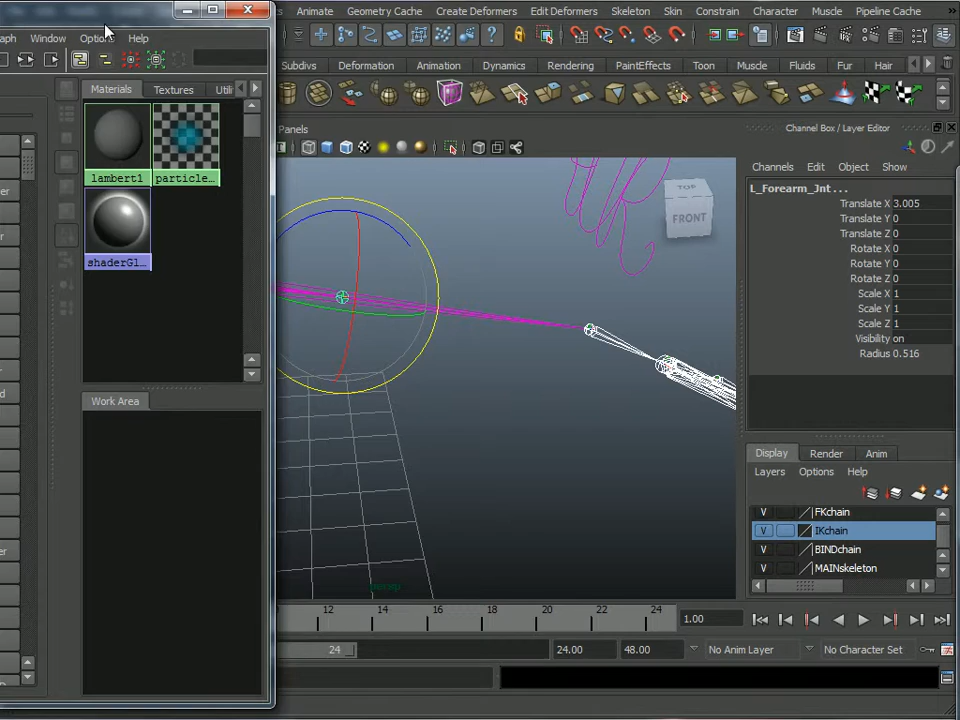 Animate Geometry Cache Create Deformers Edit Deformers Skeleton Skin Constrain Character Muscle Pipeline Cache
aph Window Options Help
Subdivs Deformation Animation Dynamics Rendering PaintEffects Toon Muscle Fluids Fur Hair
Materials Textures Utili
lambert1 particle...
shaderGl...
Work Area
Panels
TOP
FRONT
persp
Channel Box / Layer Editor
Channels Edit Object Show
L_Forearm_Jnt ...
Translate X 3.005
Translate Y 0
Translate Z 0
Rotate X 0
Rotate Y 0
Rotate Z 0
Scale X 1
Scale Y 1
Scale Z 1
Visibility on
Radius 0.516
Display Render Anim
Layers Options Help
V FKchain
V IKchain
V BINDchain
V MAINskeleton
12 14 16 18 20 22 24 1.00
24 24.00 48.00 No Anim Layer No Character Set